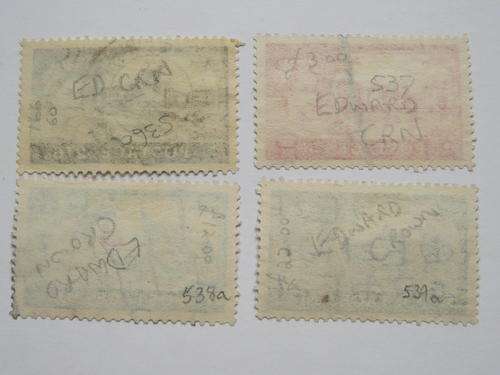 ED CRN
536
£ 3.00
537
EDWARD
CRN
EDWARD
CROWN
538a
EDWARD
CROWN
539a